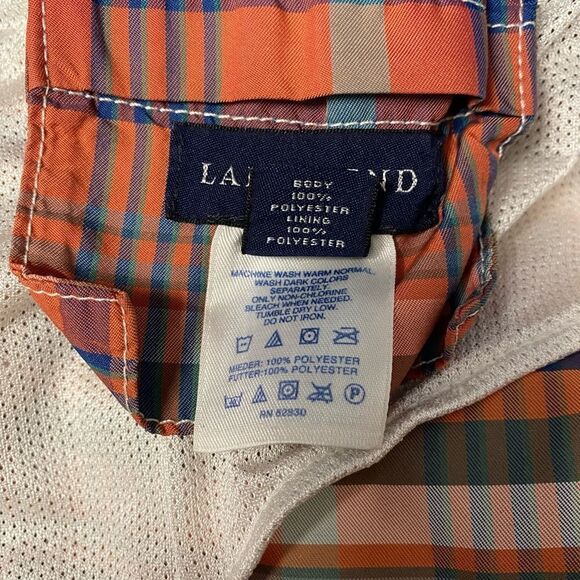 LA ND
BODY
100%
POLYESTER
LINING
100%
POLYESTER
MACHINE WASH WARM NORMAL.
WASH DARK COLORS
SEPARATELY.
ONLY NON-CHLORINE
BLEACH WHEN NEEDED.
TUMBLE DRY LOW.
DO NOT IRON.
MIEDER: 100% POLYESTER
FUTTER:100% POLYESTER
P
RN 62830